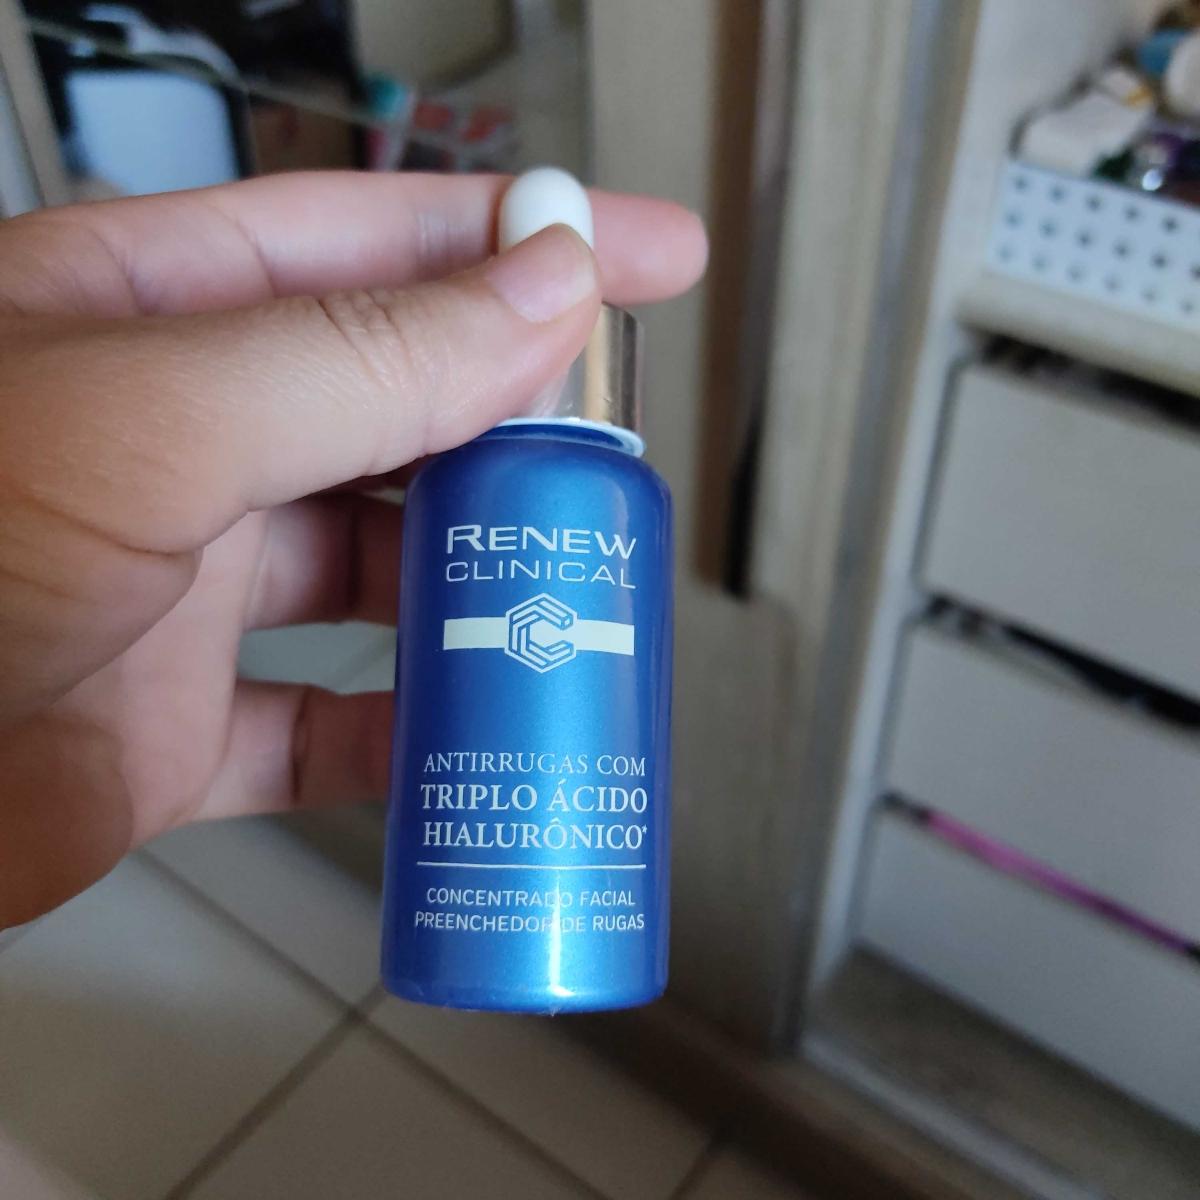 RENEW
CLINICAL
ANTIRRUGAS COM
TRIPLO ÁCIDO
HIALURÔNICO*
CONCENTRADO FACIAL
PREENCHEDOR DE RUGAS